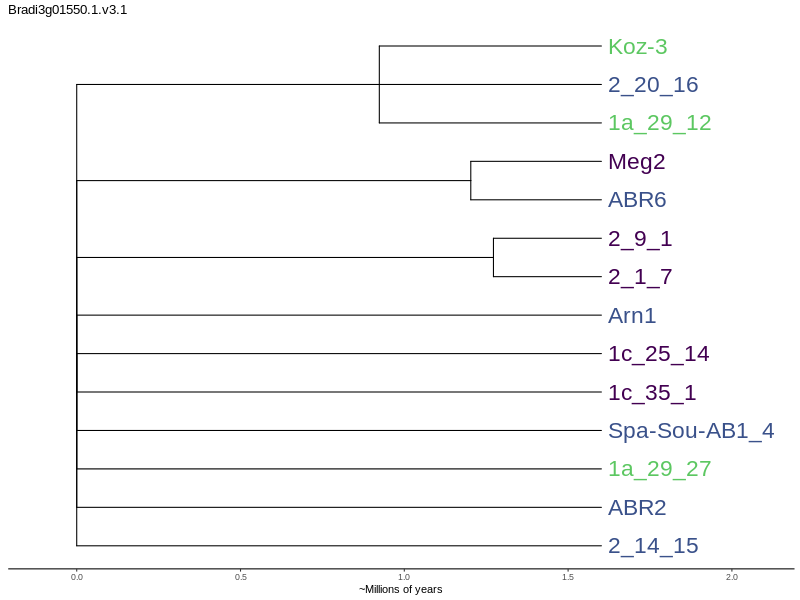 Bradi3g01550.1.v3.1
Koz-3
2_20_16
1a_29_12
Meg2
ABR6
2_9_1
2_1_7
Arn1
1c_25_14
1c_35_1
Spa-Sou-AB1_4
1a_29_27
ABR2
2_14_15
0.0 0.5 1.0 1.5 2.0
~Millions of years